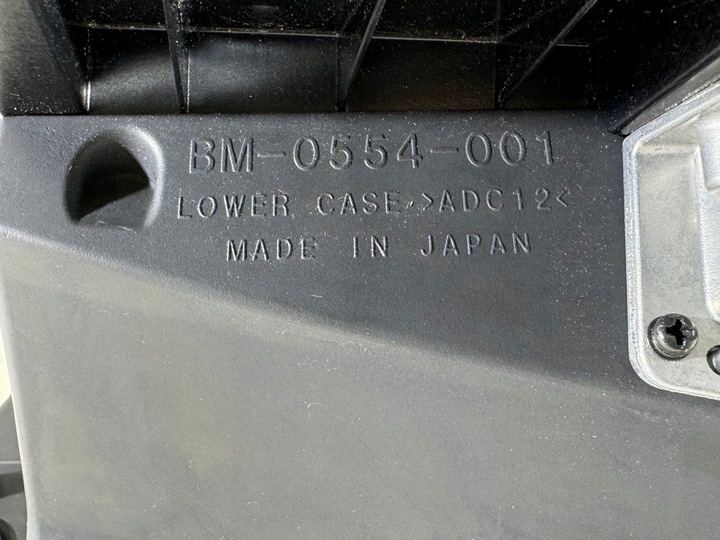 BM-0554-001
LOWER CASE,>ADC12<
MADE IN JAPAN